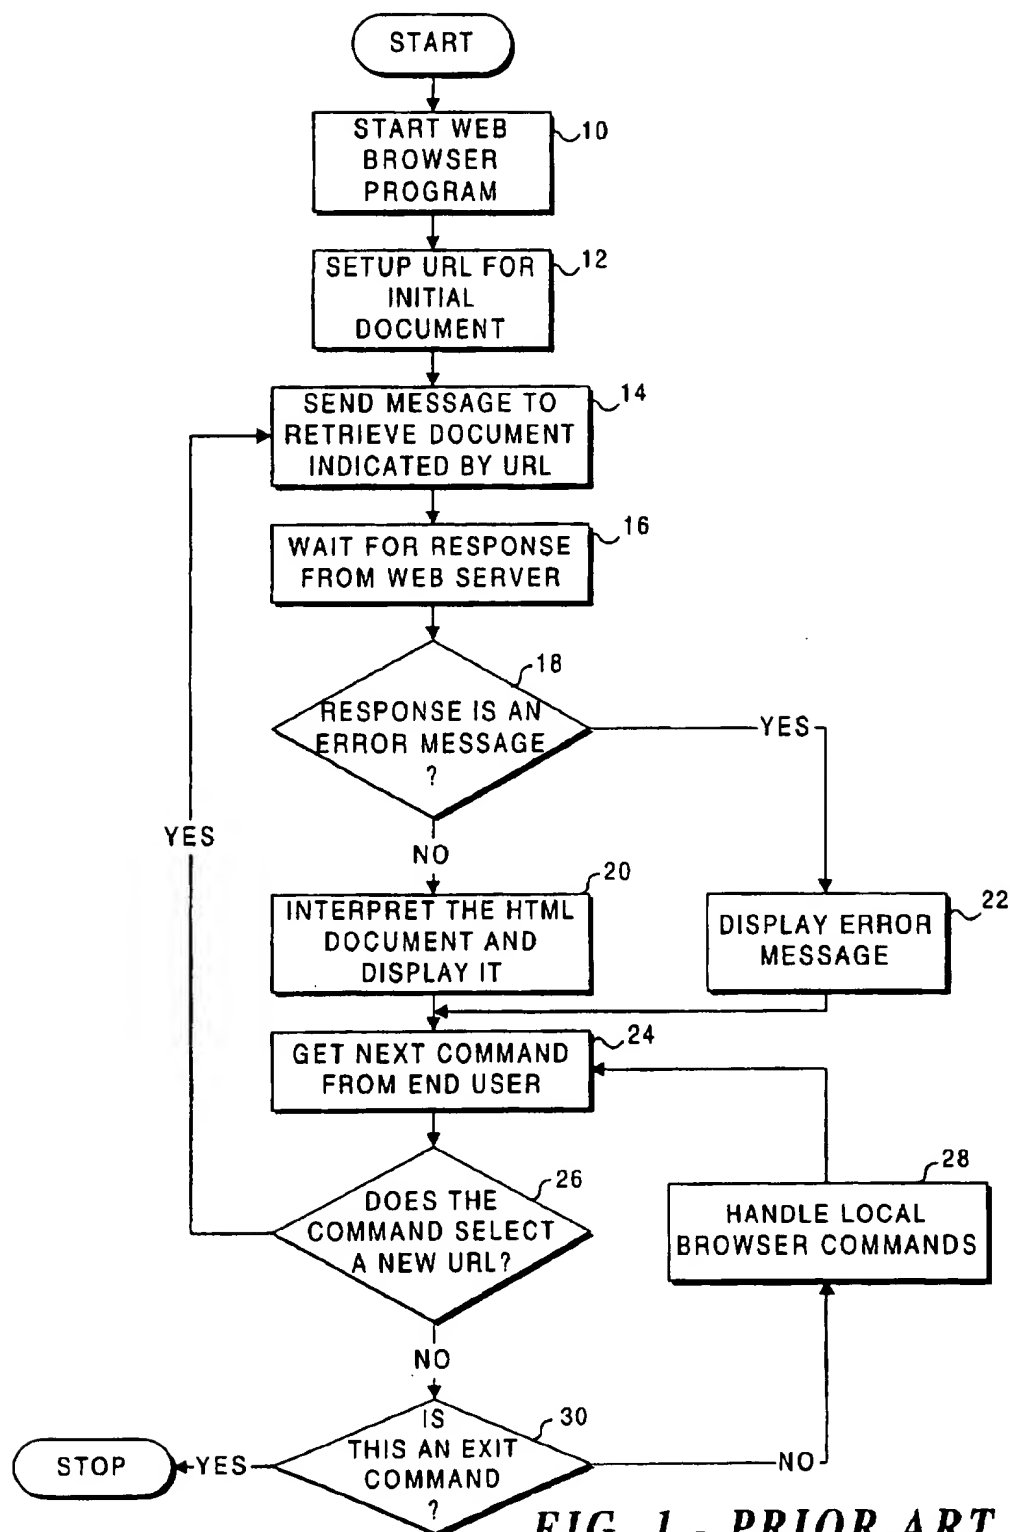 START
START WEB
BROWSER
PROGRAM
10
SETUP URL FOR
INITIAL
DOCUMENT
12
SEND MESSAGE TO
RETRIEVE DOCUMENT
INDICATED BY URL
14
WAIT FOR RESPONSE
FROM WEB SERVER
16
RESPONSE IS AN
ERROR MESSAGE
?
18
YES
YES
NO
INTERPRET THE HTML
DOCUMENT AND
DISPLAY IT
20
DISPLAY ERROR
MESSAGE
22
GET NEXT COMMAND
FROM END USER
24
DOES THE
COMMAND SELECT
A NEW URL?
26
HANDLE LOCAL
BROWSER COMMANDS
28
NO
IS
THIS AN EXIT
COMMAND
?
30
STOP
YES
NO
FIG. 1 - PRIOR ART